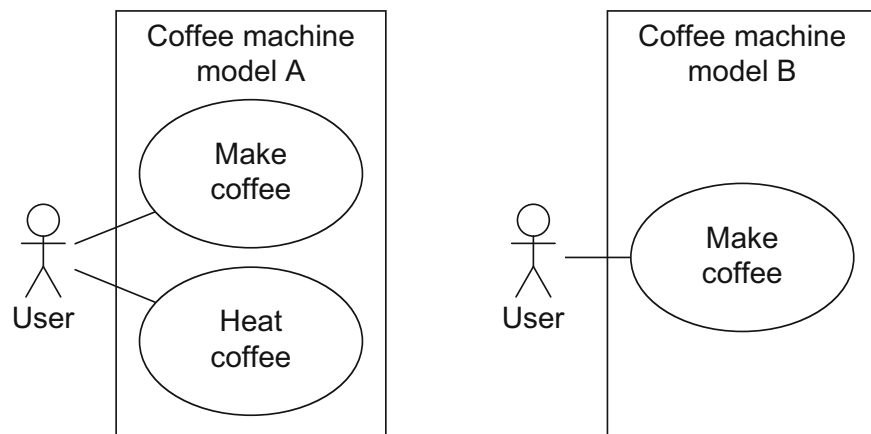 Coffee machine
model A
Make
coffee
Heat
coffee
User
Coffee machine
model B
Make
coffee
User